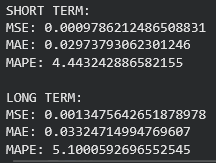 SHORT TERM:
MSE: 0.0009786212486508831
MAE: 0.02973793062301246
MAPE: 4.443242886582155
LONG TERM:
MSE: 0.0013475642651878978
MAE: 0.03324714994769607
MAPE: 5.1000592696552545